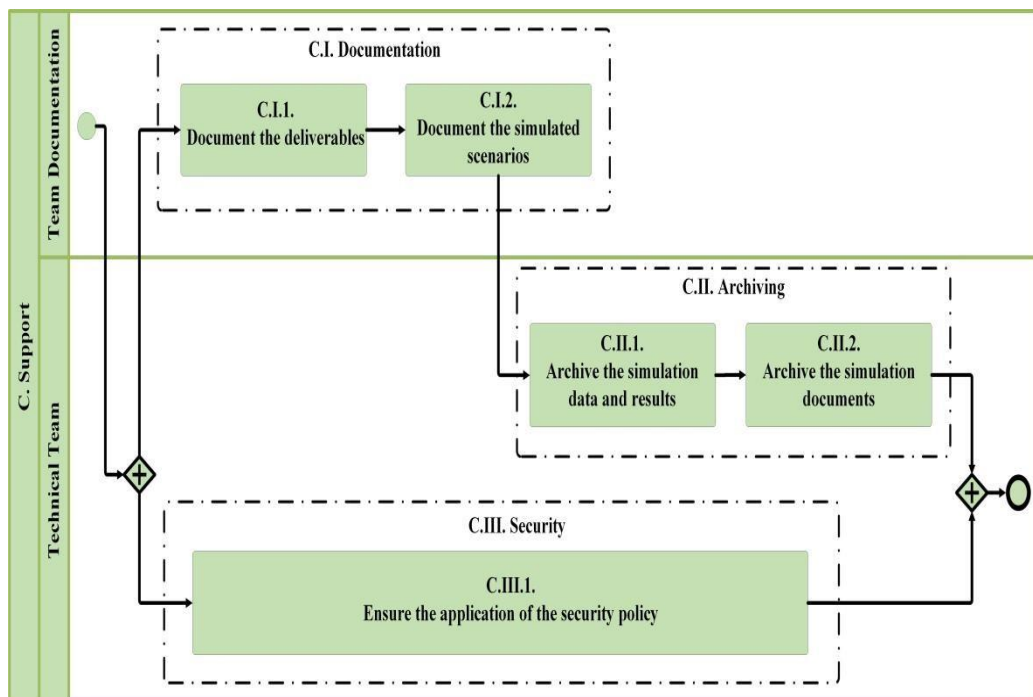 C. Support
Team Documentation
C.I. Documentation
C.I.1.
Document the deliverables
C.I.2.
Document the simulated
scenarios
Technical Team
C.II. Archiving
C.II.1.
Archive the simulation
data and results
C.II.2.
Archive the simulation
documents
C.III. Security
C.III.1.
Ensure the application of the security policy